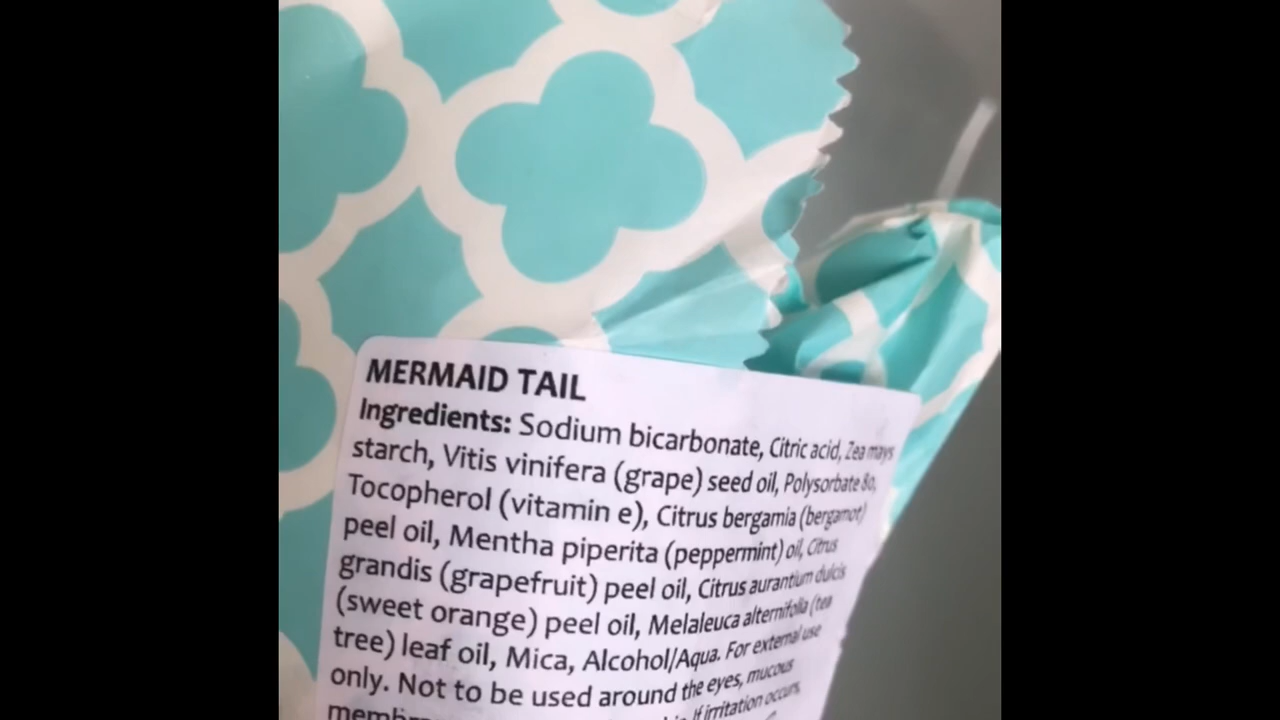 MERMAID TAIL
Ingredients: Sodium bicarbonate, Citric acid, Zea mays
starch, Vitis vinifera (grape) seed oil, Polysorbate 80,
Tocopherol (vitamin e), Citrus bergamia (bergamot)
peel oil, Mentha piperita (peppermint) oil, Citrus
grandis (grapefruit) peel oil, Citrus aurantium dulcis
(sweet orange) peel oil, Melaleuca alternifolia (tea
tree) leaf oil, Mica, Alcohol/Aqua. For external use
only. Not to be used around the eyes, mucous
If irritation occurs,